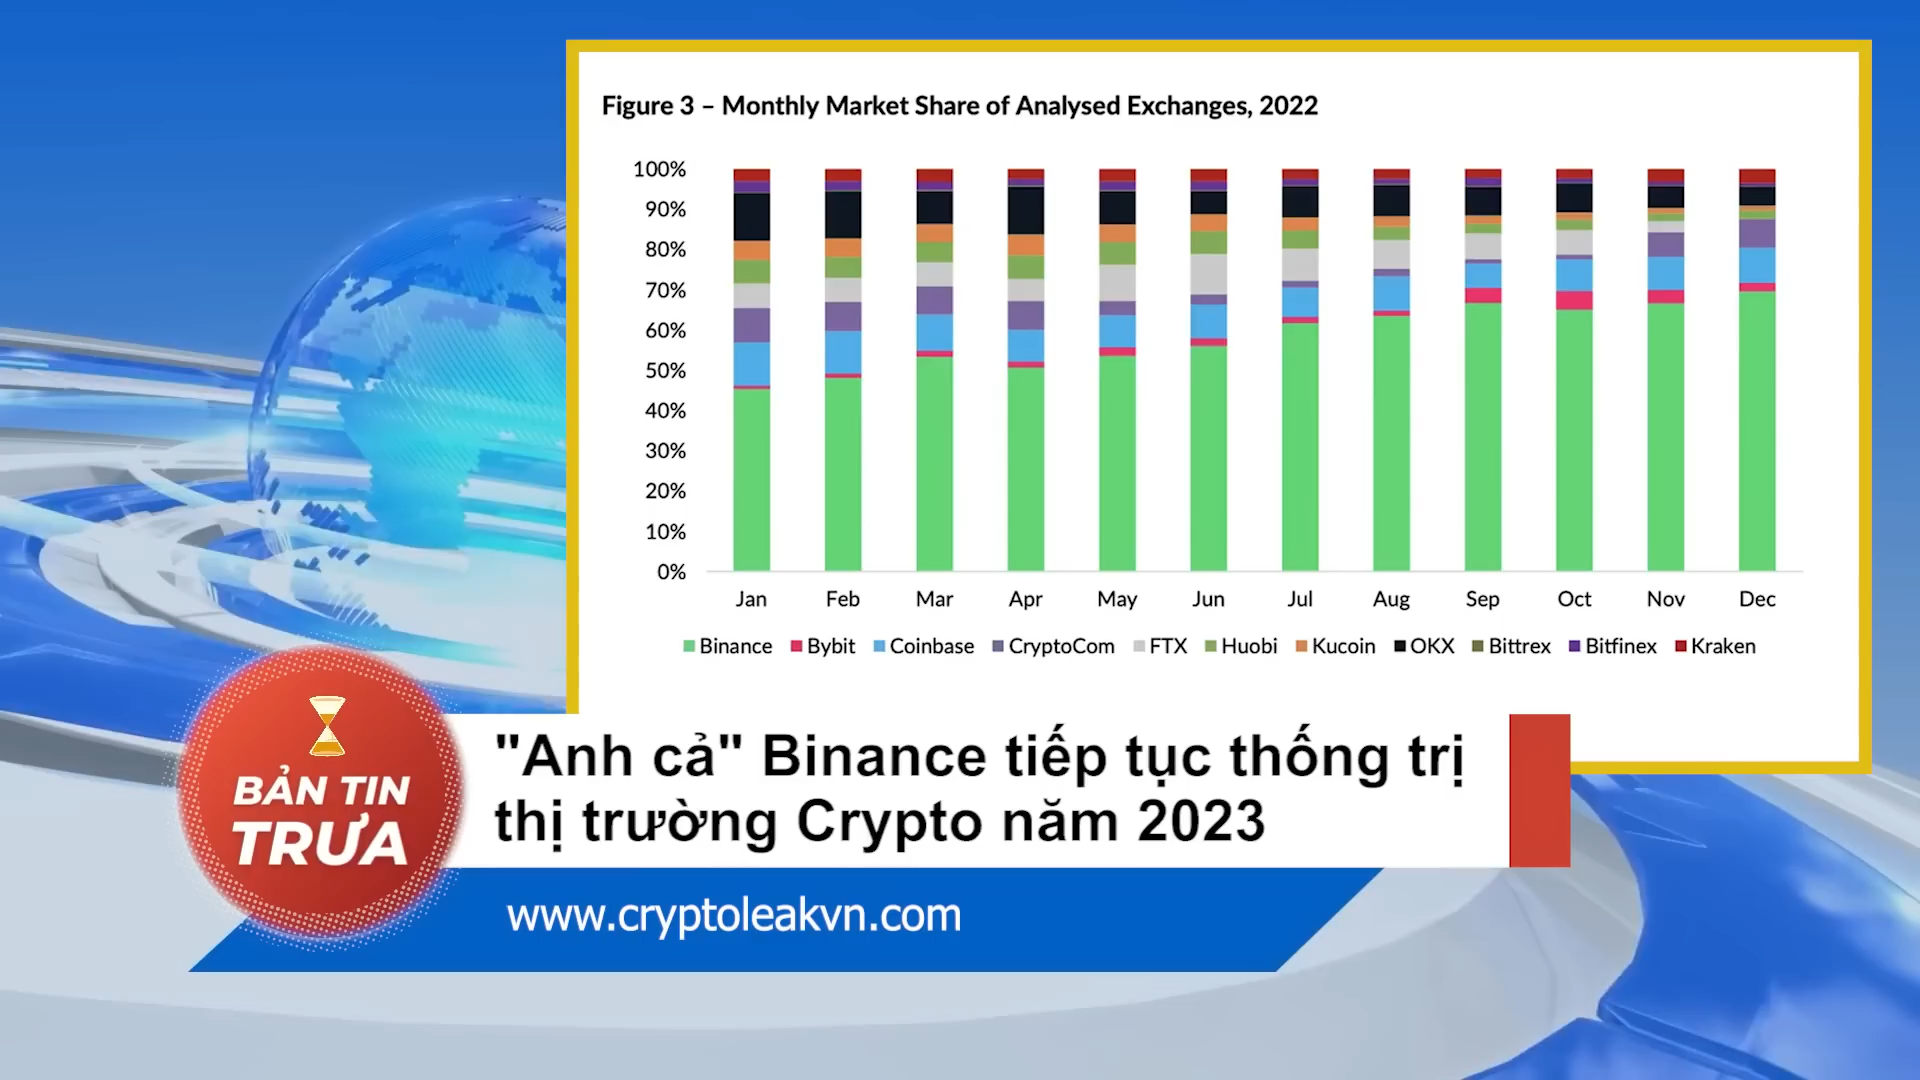 Figure 3 – Monthly Market Share of Analysed Exchanges, 2022
100%
90%
80%
70%
60%
50%
40%
30%
20%
10%
0%
Jan Feb Mar Apr May Jun Jul Aug Sep Oct Nov Dec
Binance Bybit Coinbase CryptoCom FTX Huobi Kucoin OKX Bittrex Bitfinex Kraken
BẢN TIN
TRƯA
"Anh cả" Binance tiếp tục thống trị
thị trường Crypto năm 2023
www.cryptoleakvn.com